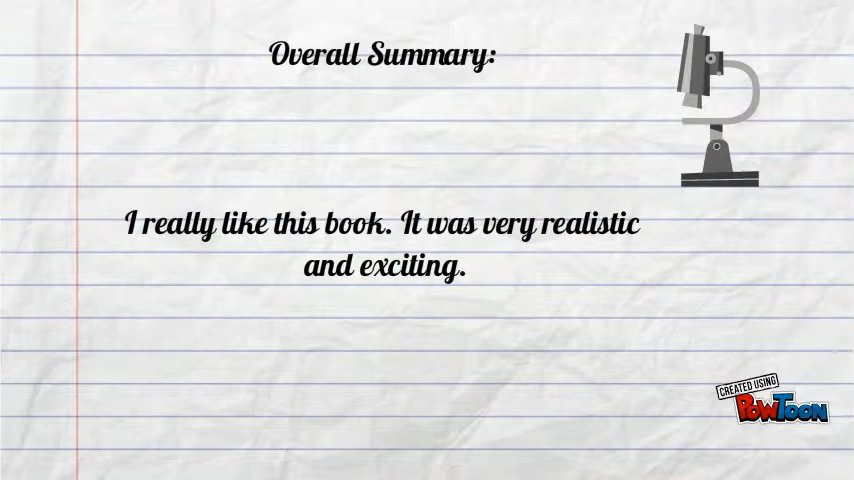 Overall Summary:
I really like this book. It was very realistic
and exciting.
CREATED USING
POWTOON